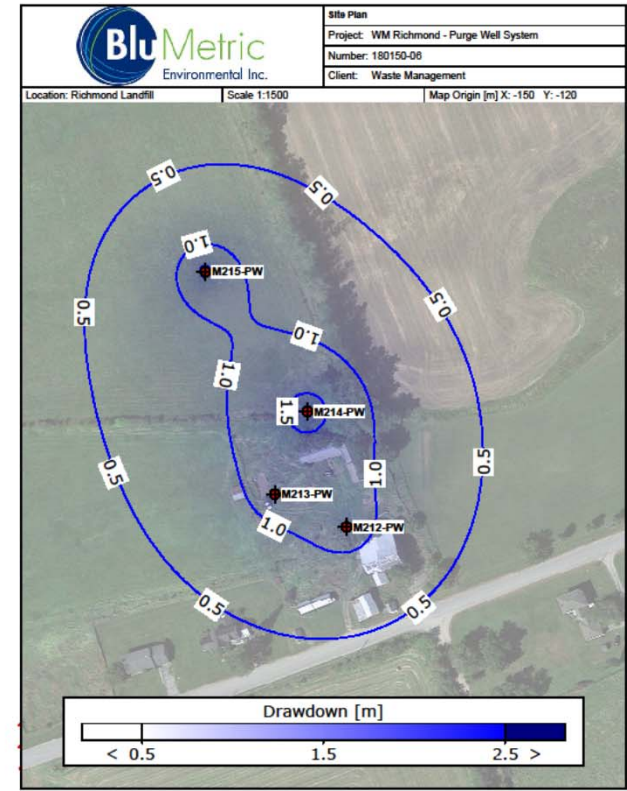 BluMetric
Environmental Inc.
Site Plan
Project: WM Richmond - Purge Well System
Number: 180150-06
Client: Waste Management
Location: Richmond Landfill Scale 1:1500 Map Origin [m] X: -150 Y: -120
0.5
0.5
1.0
M215-PW
0.5
0.5
1.0
1.0
1.5
M214-PW
0.5
0.5
1.0
M213-PW
1.0
M212-PW
0.5
0.5
Drawdown [m]
< 0.5 1.5 2.5 >